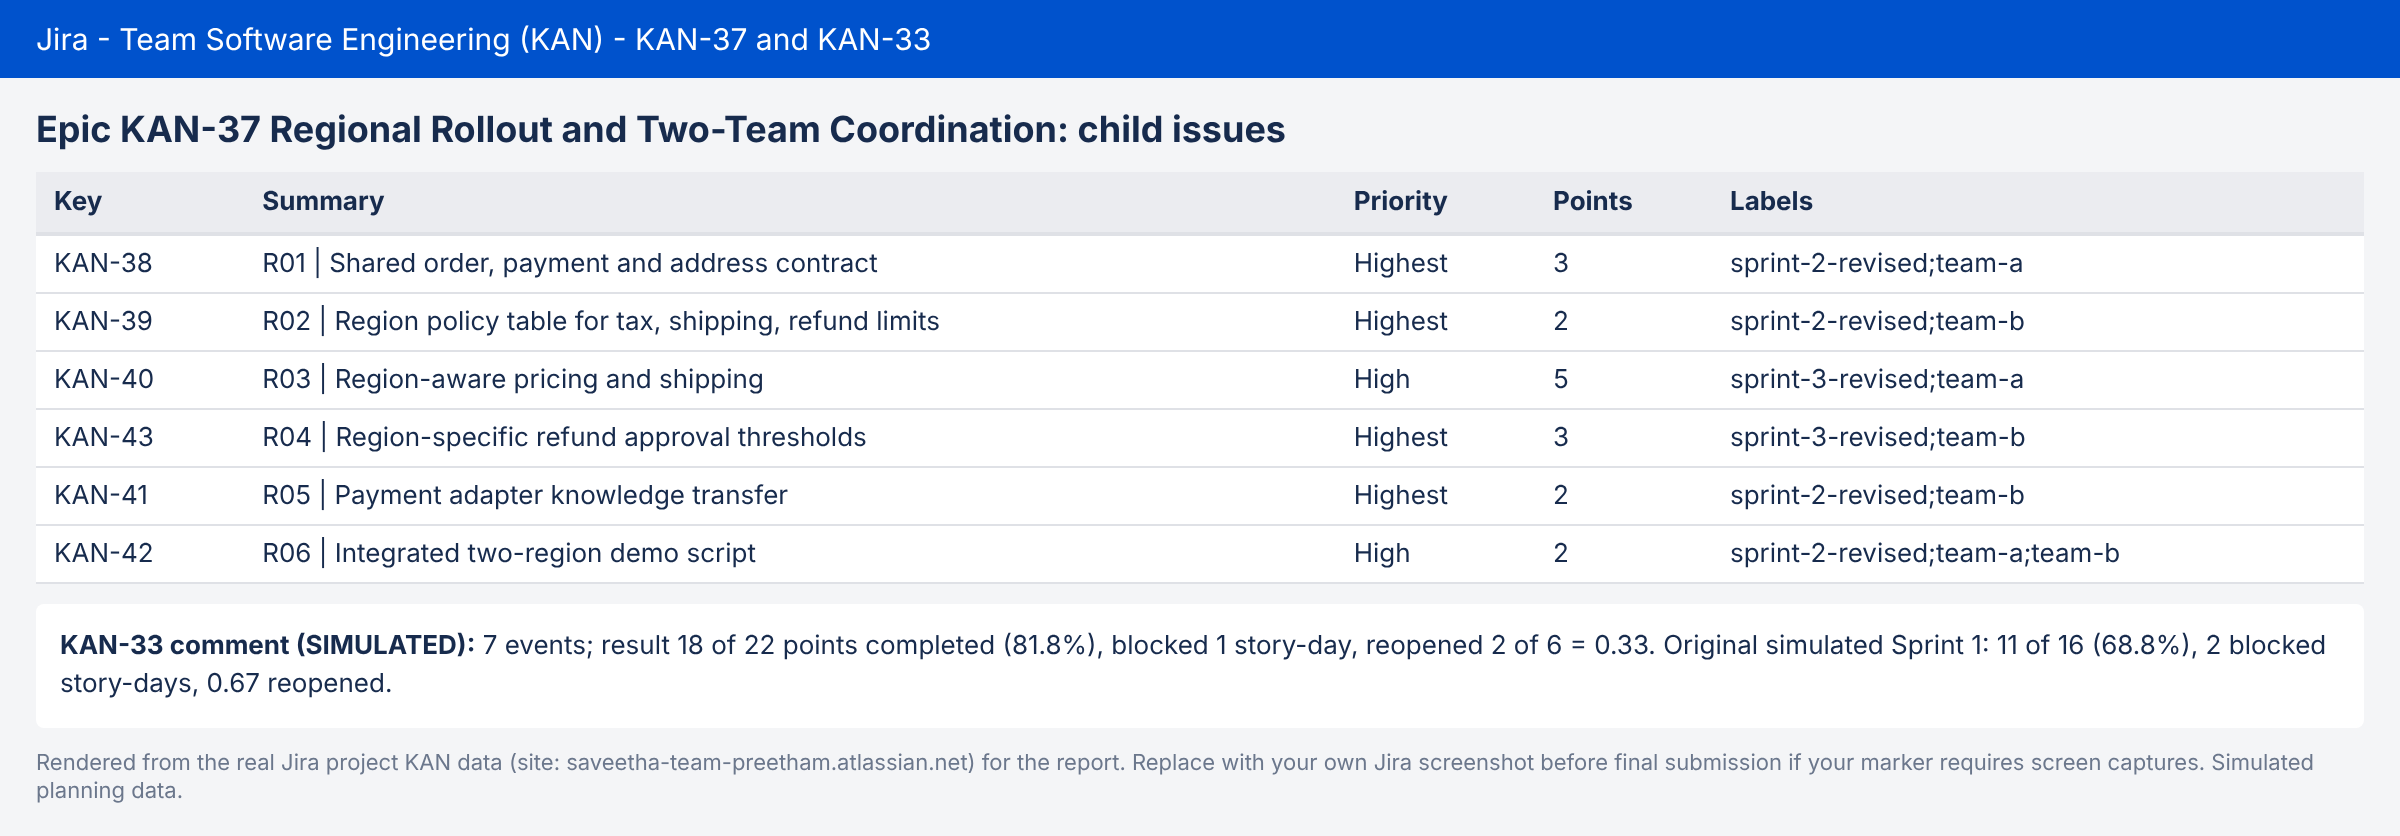 Jira - Team Software Engineering (KAN) - KAN-37 and KAN-33
Epic KAN-37 Regional Rollout and Two-Team Coordination: child issues
Key Summary Priority Points Labels
KAN-38 R01 | Shared order, payment and address contract Highest 3 sprint-2-revised;team-a
KAN-39 R02 | Region policy table for tax, shipping, refund limits Highest 2 sprint-2-revised;team-b
KAN-40 R03 | Region-aware pricing and shipping High 5 sprint-3-revised;team-a
KAN-43 R04 | Region-specific refund approval thresholds Highest 3 sprint-3-revised;team-b
KAN-41 R05 | Payment adapter knowledge transfer Highest 2 sprint-2-revised;team-b
KAN-42 R06 | Integrated two-region demo script High 2 sprint-2-revised;team-a;team-b
KAN-33 comment (SIMULATED): 7 events; result 18 of 22 points completed (81.8%), blocked 1 story-day, reopened 2 of 6 = 0.33. Original simulated Sprint 1: 11 of 16 (68.8%), 2 blocked
story-days, 0.67 reopened.
Rendered from the real Jira project KAN data (site: saveetha-team-preetham.atlassian.net) for the report. Replace with your own Jira screenshot before final submission if your marker requires screen captures. Simulated
planning data.